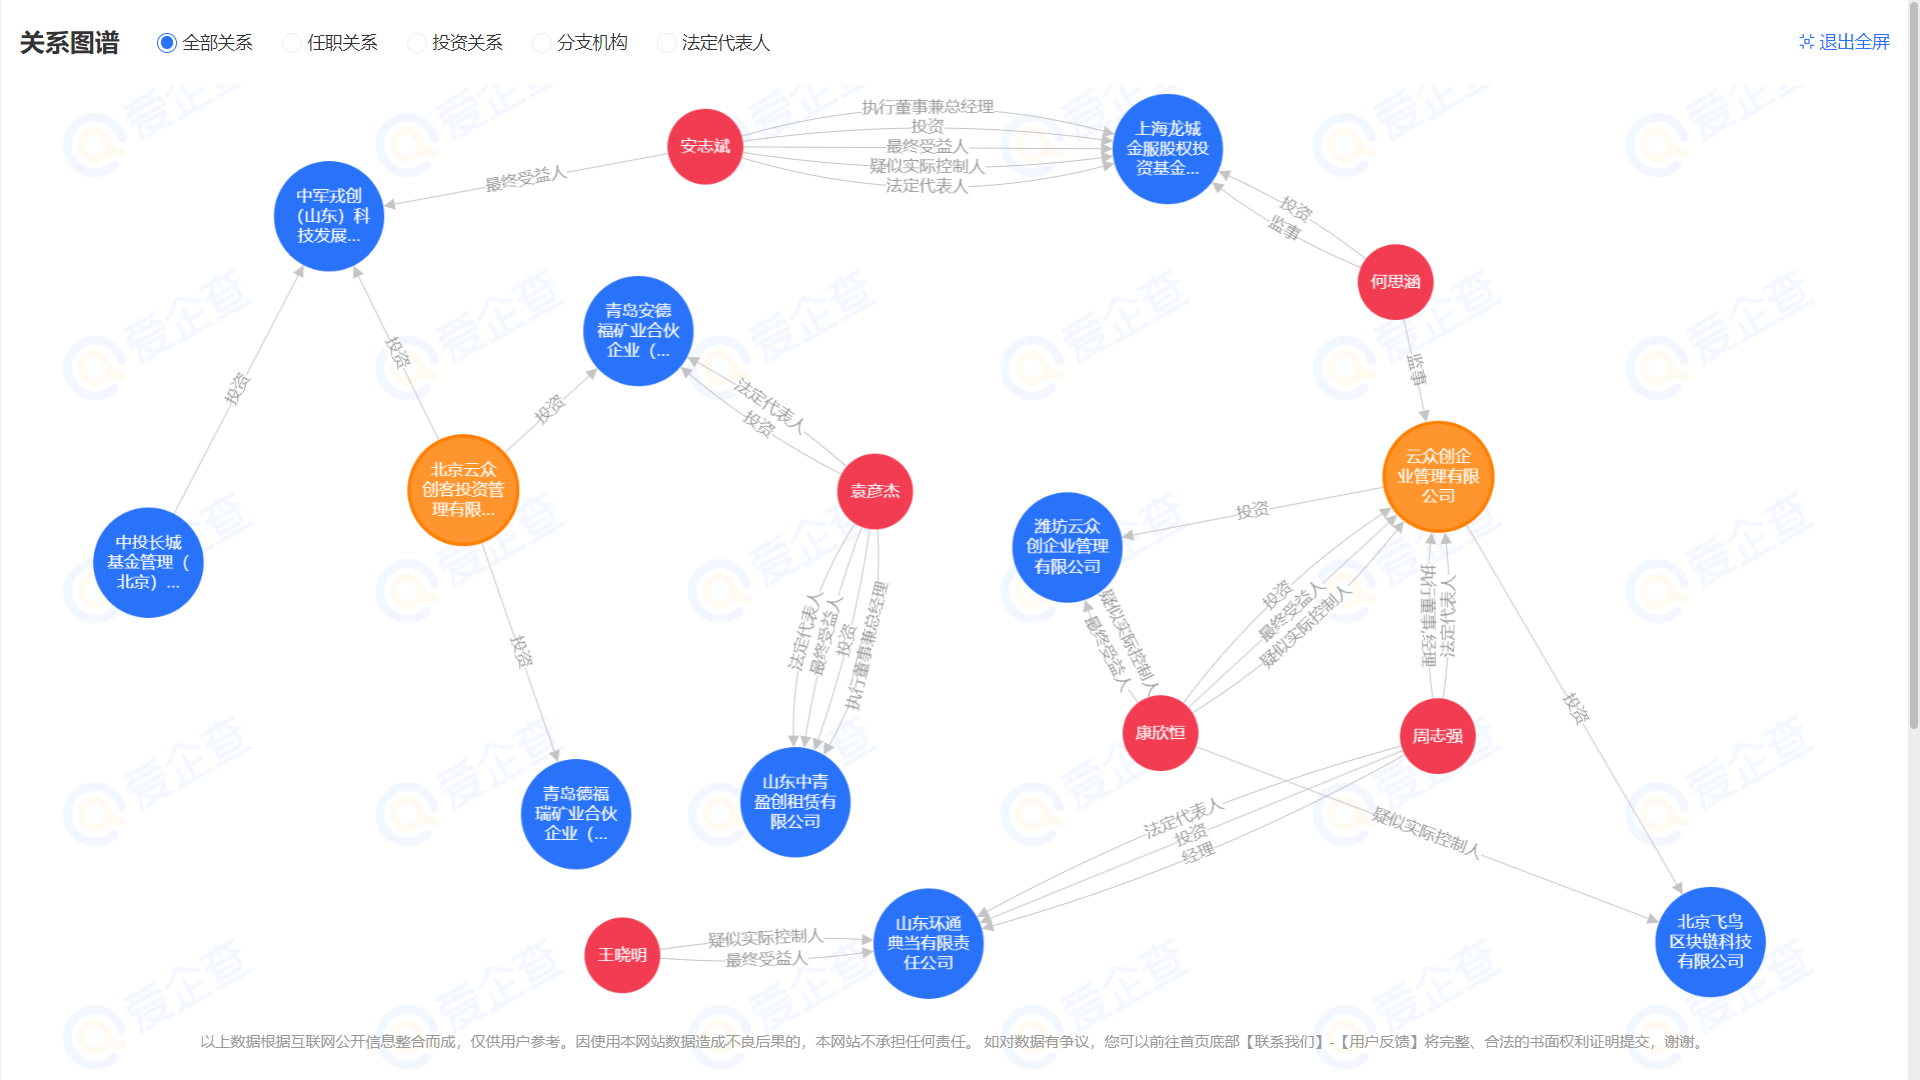 关系图谱
全部关系
任职关系
投资关系
分支机构
法定代表人
退出全屏
安志斌
执行董事兼总经理
投资
最终受益人
疑似实际控制人
法定代表人
上海龙城
金服股权投
资基金...
最终受益人
中军戎创
（山东）科
技发展...
投资
监事
何思涵
监事
青岛安德
福矿业合伙
企业（...
投资
投资
投资
法定代表人
投资
北京云众
创客投资管
理有限...
袁彦杰
云众创企
业管理有限
公司
中投长城
基金管理（
北京）...
潍坊云众
创企业管理
有限公司
投资
投资
最终受益人
疑似实际控制人
执行董事,经理
法定代表人
疑似实际控制人
最终受益人
法定代表人
最终受益人
投资
执行董事兼总经理
投资
投资
康欣恒
周志强
青岛德福
瑞矿业合伙
企业（...
山东中青
盈创租赁有
限公司
法定代表人
投资
经理
疑似实际控制人
王晓明
疑似实际控制人
最终受益人
山东环通
典当有限责
任公司
北京飞鸟
区块链科技
有限公司
以上数据根据互联网公开信息整合而成，仅供用户参考。因使用本网站数据造成不良后果的，本网站不承担任何责任。 如对数据有争议，您可以前往首页底部【联系我们】-【用户反馈】将完整、合法的书面权利证明提交，谢谢。
爱企查